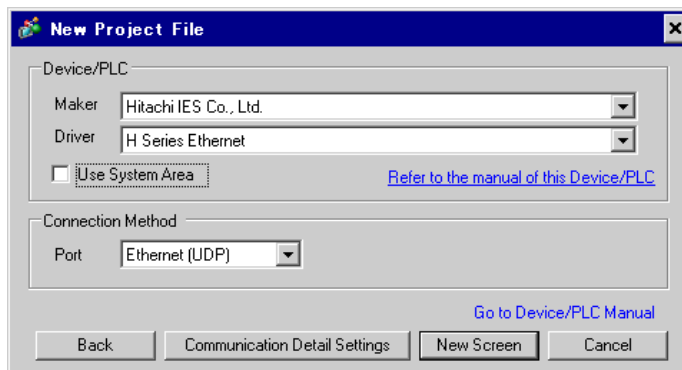 New Project File
Device/PLC
Maker Hitachi IES Co., Ltd.
Driver H Series Ethernet
Use System Area Refer to the manual of this Device/PLC
Connection Method
Port Ethernet (UDP)
Go to Device/PLC Manual
Back Communication Detail Settings New Screen Cancel